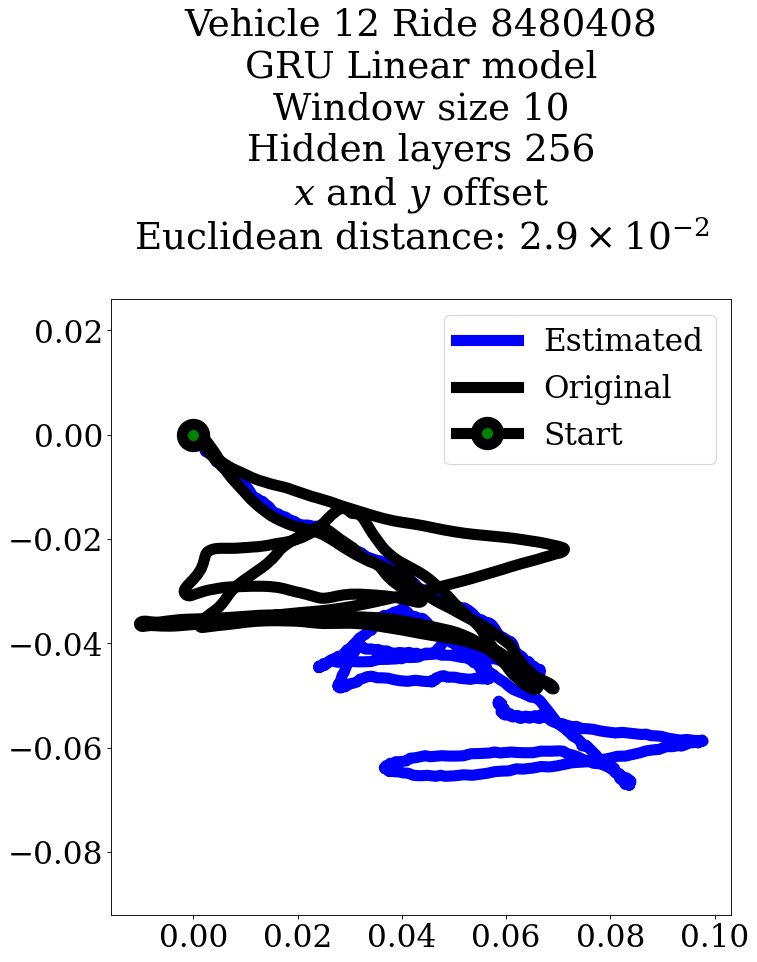 Vehicle 12 Ride 8480408
GRU Linear model
Window size 10
Hidden layers 256
x and y offset
Euclidean distance: 2.9 × 10⁻²
Estimated
Original
Start
0.02
0.00
−0.02
−0.04
−0.06
−0.08
0.00 0.02 0.04 0.06 0.08 0.10